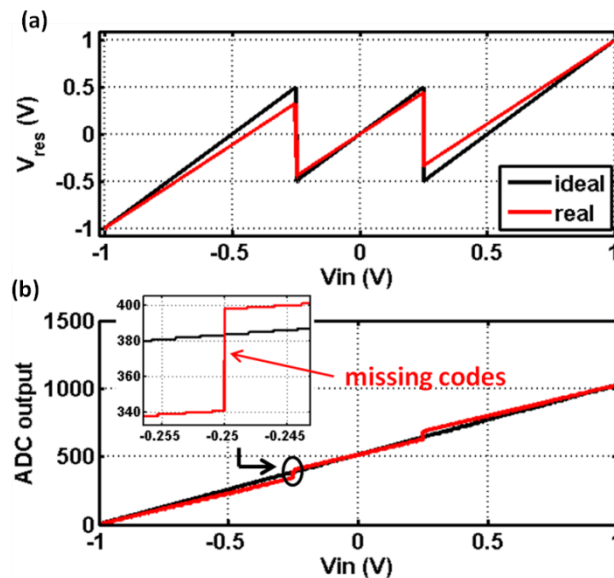 (a)
1
0.5
0
-0.5
-1
V_res (V)
-1 -0.5 0 0.5 1
Vin (V)
ideal
real
(b)
1500
1000
500
0
ADC output
400
380
360
340
-0.255 -0.25 -0.245
missing codes
-1 -0.5 0 0.5 1
Vin (V)